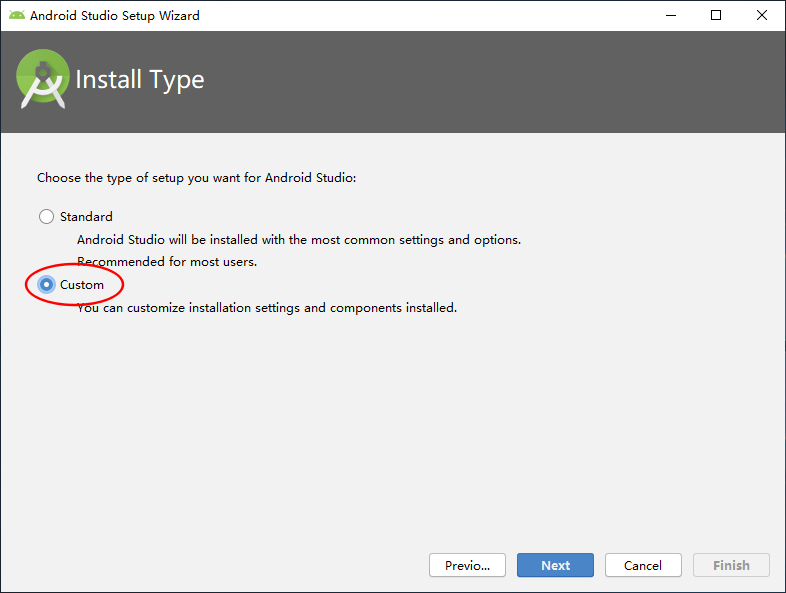 Android Studio Setup Wizard
Install Type
Choose the type of setup you want for Android Studio:
Standard
Android Studio will be installed with the most common settings and options.
Recommended for most users.
Custom
You can customize installation settings and components installed.
Previo... Next Cancel Finish